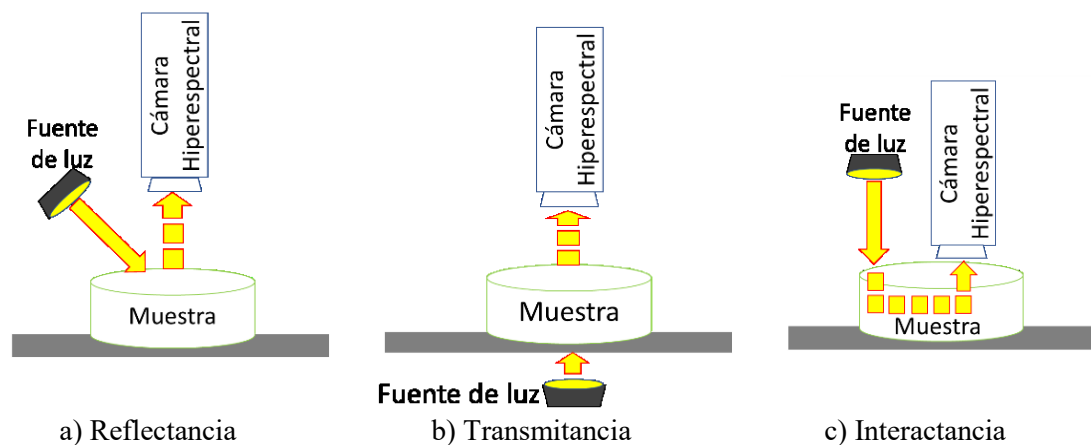 Fuente
de luz
Cámara
Hiperespectral
Muestra
a) Reflectancia
Cámara
Hiperespectral
Muestra
Fuente de luz
b) Transmitancia
Fuente
de luz
Cámara
Hiperespectral
Muestra
c) Interactancia